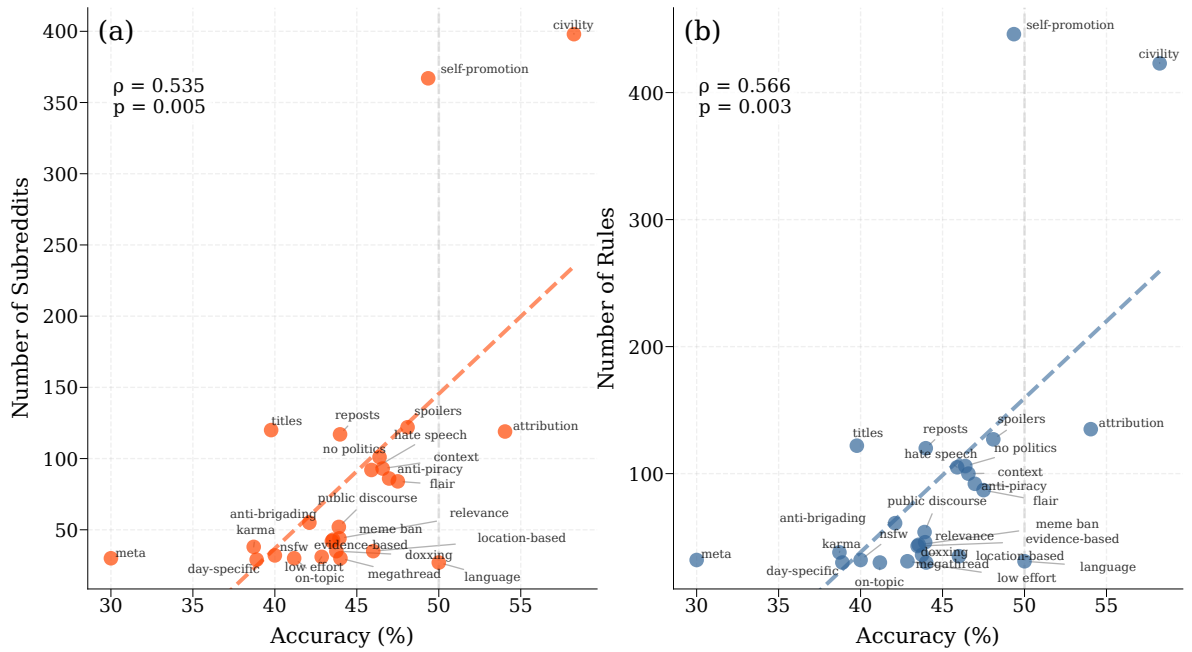 (a)
ρ = 0.535
p = 0.005
Number of Subreddits
400
350
300
250
200
150
100
50
civility
self-promotion
titles
reposts
spoilers
attribution
hate speech
no politics
context
anti-piracy
flair
public discourse
relevance
anti-brigading
meme ban
karma
location-based
nsfw
evidence-based
doxxing
meta
low effort
day-specific
on-topic
megathread
language
30
35
40
45
50
55
Accuracy (%)
(b)
ρ = 0.566
p = 0.003
Number of Rules
400
300
200
100
self-promotion
civility
spoilers
attribution
titles
reposts
no politics
hate speech
context
anti-piracy
flair
public discourse
anti-brigading
meme ban
nsfw
relevance
evidence-based
karma
doxxing
location-based
meta
megathread
language
day-specific
low effort
on-topic
30
35
40
45
50
55
Accuracy (%)